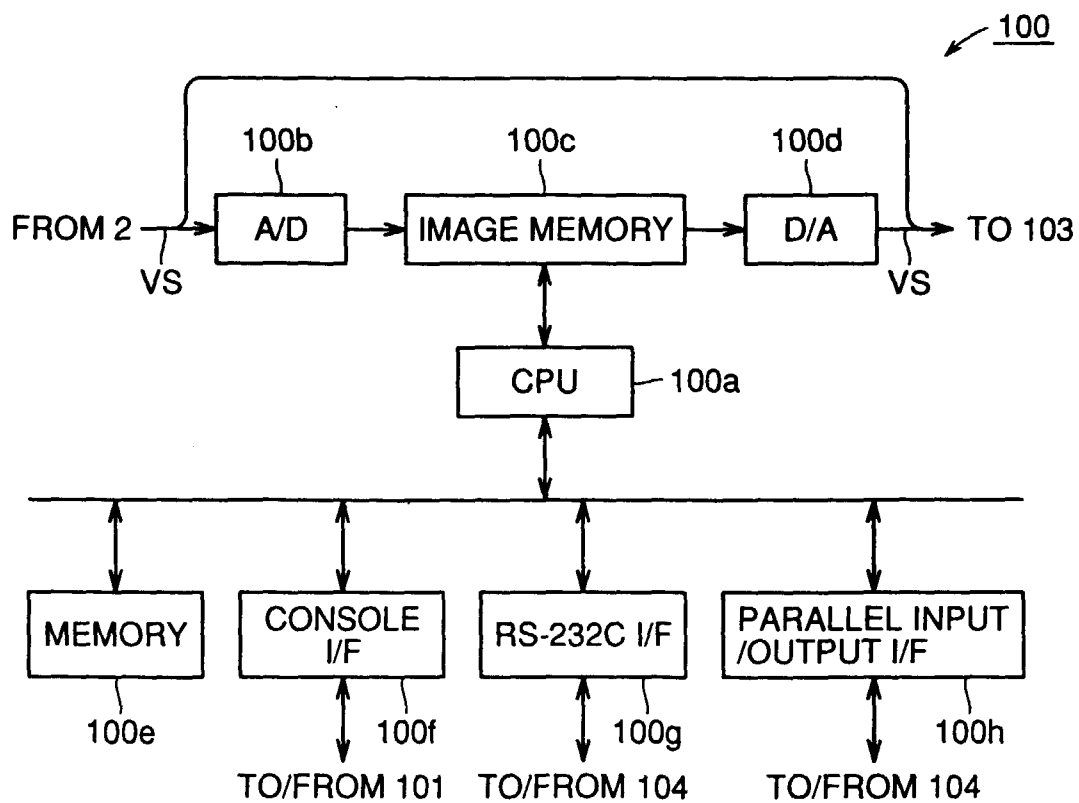 100
100b
100c
100d
FROM 2
A/D
IMAGE MEMORY
D/A
TO 103
VS
VS
CPU
100a
MEMORY
CONSOLE
I/F
RS-232C I/F
PARALLEL INPUT
/OUTPUT I/F
100e
100f
100g
100h
TO/FROM 101
TO/FROM 104
TO/FROM 104